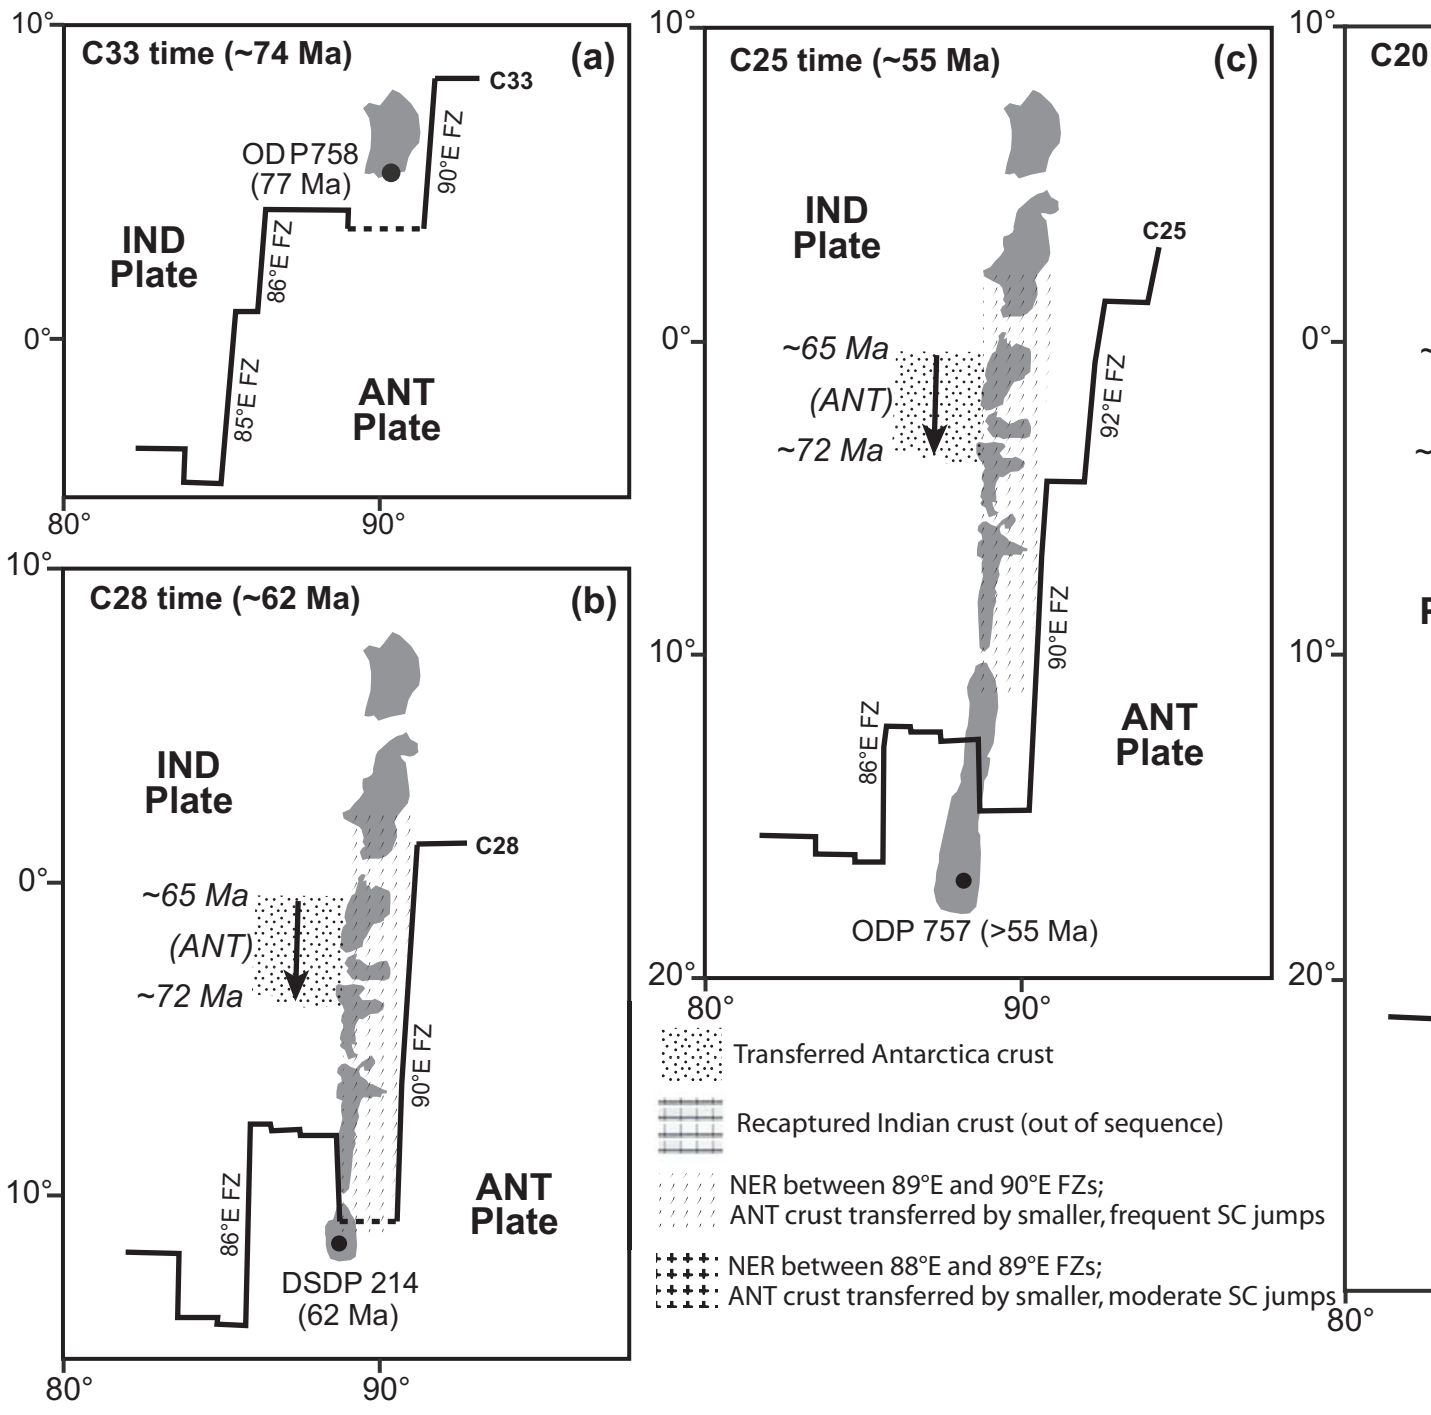 10°
C33 time (~74 Ma)
(a)
C33
90°E FZ
ODP758
(77 Ma)
IND
Plate
86°E FZ
0°
85°E FZ
ANT
Plate
80°
90°
10°
C28 time (~62 Ma)
(b)
IND
Plate
C28
0°
~65 Ma
(ANT)
~72 Ma
90°E FZ
10°
86°E FZ
ANT
Plate
DSDP 214
(62 Ma)
80°
90°
10°
C25 time (~55 Ma)
(c)
IND
Plate
C25
0°
~65 Ma
(ANT)
~72 Ma
92°E FZ
90°E FZ
10°
86°E FZ
ANT
Plate
ODP 757 (>55 Ma)
20°
80°
90°
Transferred Antarctica crust
Recaptured Indian crust (out of sequence)
NER between 89°E and 90°E FZs;
ANT crust transferred by smaller, frequent SC jumps
NER between 88°E and 89°E FZs;
ANT crust transferred by smaller, moderate SC jumps
10°
C20
0°
~
~
10°
20°
80°